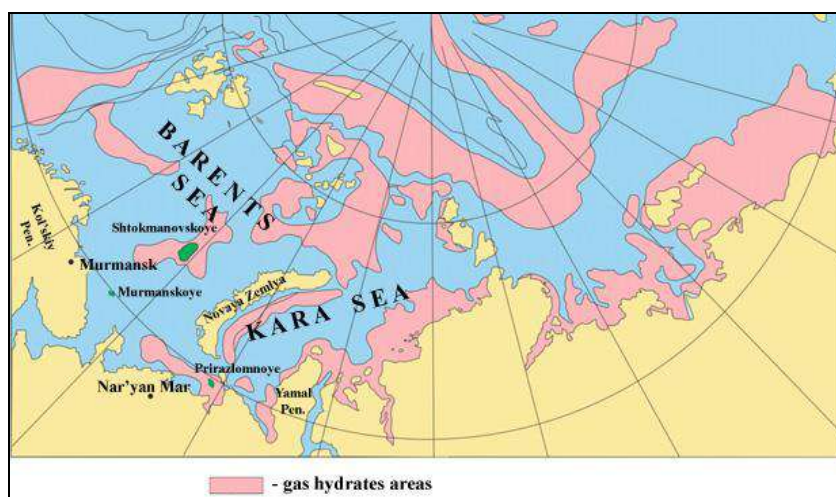 BARENTS
SEA
Kol'skiy
Pen.
Shtokmanovskoye
Murmansk
Murmanskoye
Novaya Zemlya
KARA SEA
Prirazlomnoye
Nar'yan Mar
Yamal
Pen.
- gas hydrates areas